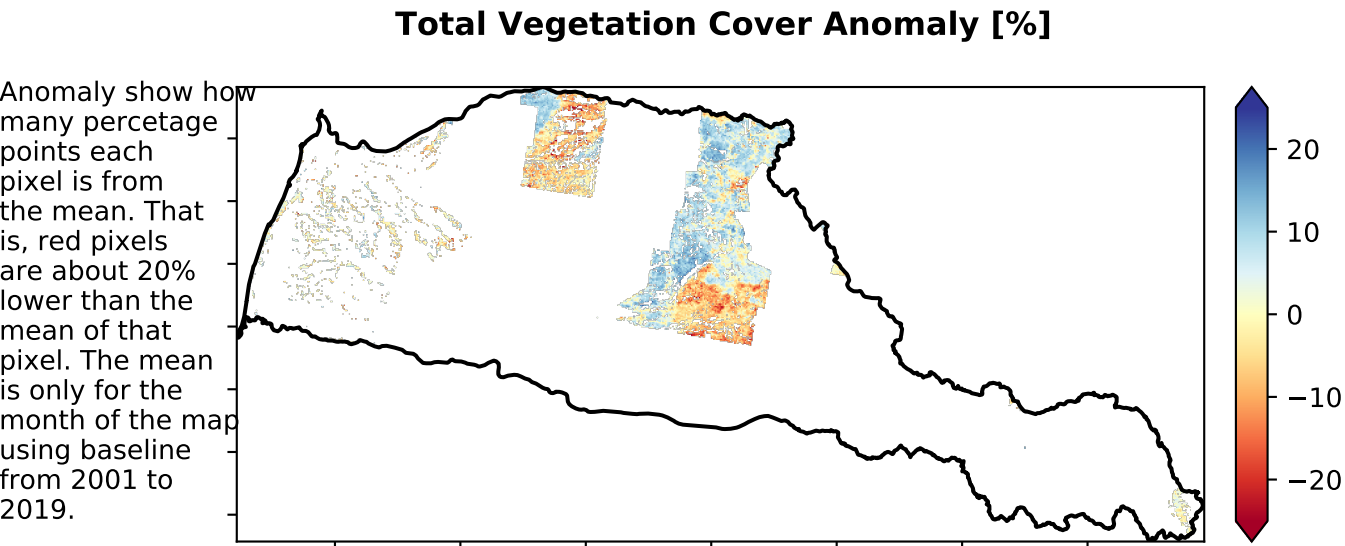 Total Vegetation Cover Anomaly [%]
Anomaly show how
many percetage
points each
pixel is from
the mean. That
is, red pixels
are about 20%
lower than the
mean of that
pixel. The mean
is only for the
month of the map
using baseline
from 2001 to
2019.
20
10
0
−10
−20